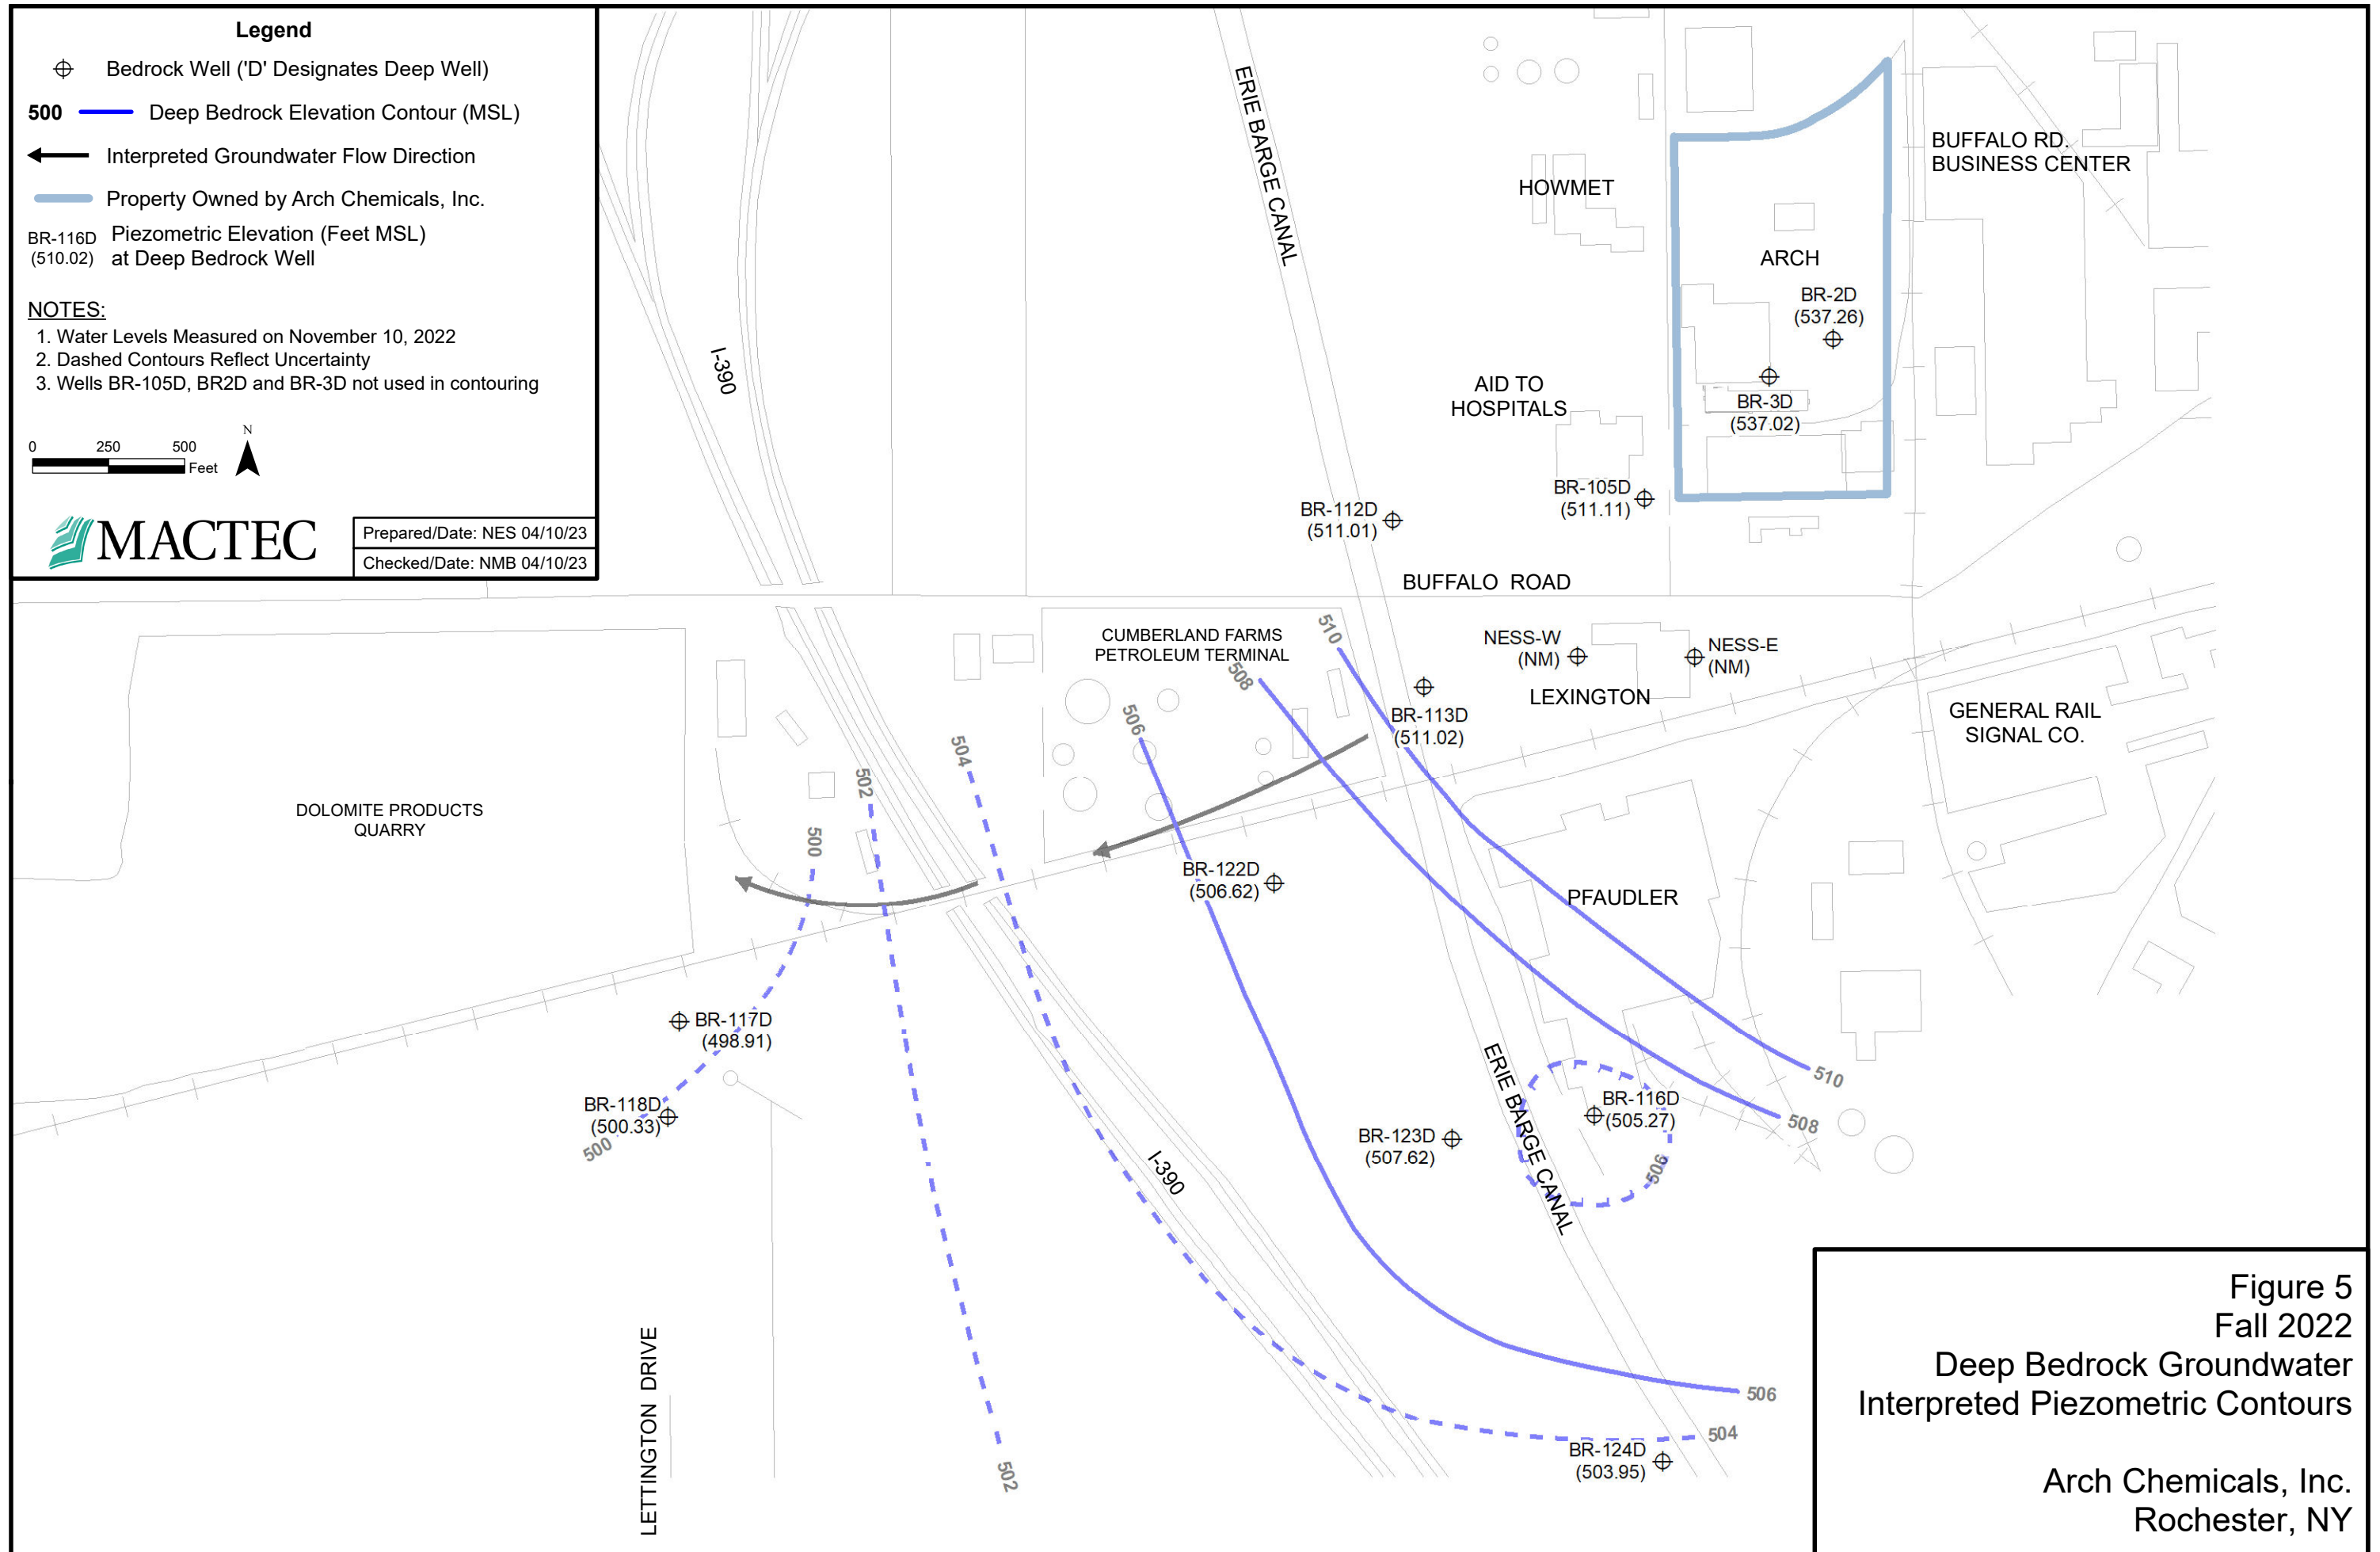 Legend
Bedrock Well ('D' Designates Deep Well)
500 Deep Bedrock Elevation Contour (MSL)
Interpreted Groundwater Flow Direction
Property Owned by Arch Chemicals, Inc.
BR-116D
(510.02)
Piezometric Elevation (Feet MSL)
at Deep Bedrock Well
NOTES:
1. Water Levels Measured on November 10, 2022
2. Dashed Contours Reflect Uncertainty
3. Wells BR-105D, BR2D and BR-3D not used in contouring
0 250 500
Feet
N
MACTEC
Prepared/Date: NES 04/10/23
Checked/Date: NMB 04/10/23
I-390
ERIE BARGE CANAL
HOWMET
BUFFALO RD.
BUSINESS CENTER
ARCH
BR-2D
(537.26)
BR-3D
(537.02)
AID TO
HOSPITALS
BR-105D
(511.11)
BR-112D
(511.01)
BUFFALO ROAD
CUMBERLAND FARMS
PETROLEUM TERMINAL
510
508
506
504
502
500
NESS-W
(NM)
NESS-E
(NM)
LEXINGTON
BR-113D
(511.02)
GENERAL RAIL
SIGNAL CO.
DOLOMITE PRODUCTS
QUARRY
BR-122D
(506.62)
PFAUDLER
BR-117D
(498.91)
BR-118D
(500.33)
500
ERIE BARGE CANAL
BR-116D
(505.27)
506
510
508
BR-123D
(507.62)
I-390
LETTINGTON DRIVE
506
504
502
BR-124D
(503.95)
Figure 5
Fall 2022
Deep Bedrock Groundwater
Interpreted Piezometric Contours
Arch Chemicals, Inc.
Rochester, NY